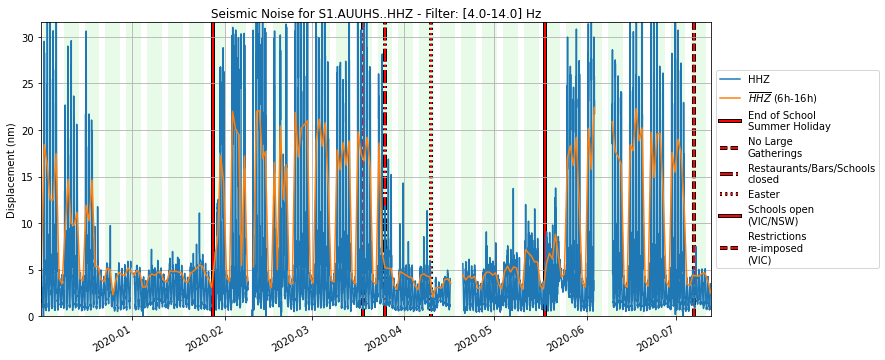 Seismic Noise for S1.AUUHS..HHZ - Filter: [4.0-14.0] Hz
Displacement (nm)
30
25
20
15
10
5
0
2020-01
2020-02
2020-03
2020-04
2020-05
2020-06
2020-07
HHZ
HHZ (6h-16h)
End of School
Summer Holiday
No Large
Gatherings
Restaurants/Bars/Schools
closed
Easter
Schools open
(VIC/NSW)
Restrictions
re-imposed
(VIC)